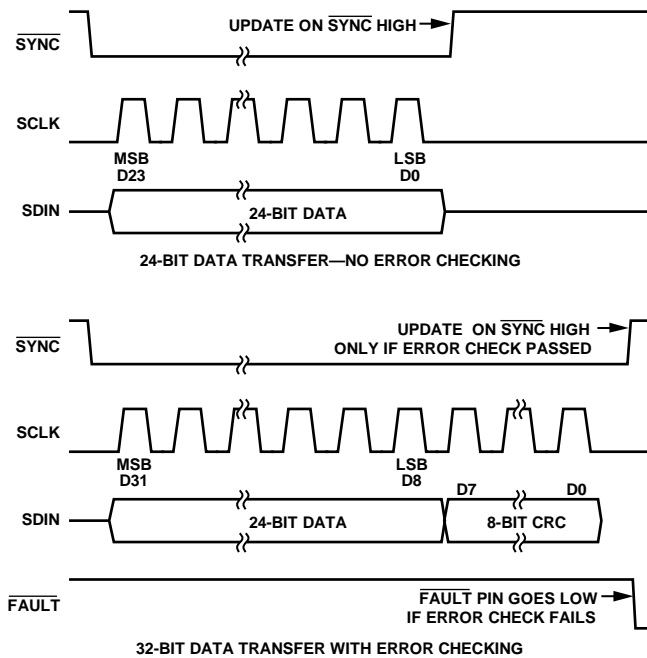 UPDATE ON SYNC HIGH
SYNC
SCLK
MSB
D23
LSB
D0
SDIN
24-BIT DATA
24-BIT DATA TRANSFER—NO ERROR CHECKING
UPDATE ON SYNC HIGH
ONLY IF ERROR CHECK PASSED
SYNC
SCLK
MSB
D31
LSB
D8
D7
D0
SDIN
24-BIT DATA
8-BIT CRC
FAULT
FAULT PIN GOES LOW
IF ERROR CHECK FAILS
32-BIT DATA TRANSFER WITH ERROR CHECKING